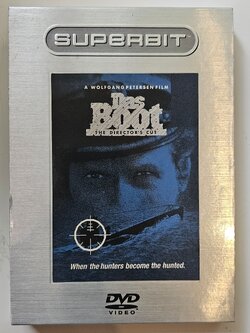 SUPERBIT
A WOLFGANG PETERSEN FILM
Das
Boot
THE DIRECTOR'S CUT
When the hunters become the hunted.
DVD
VIDEO